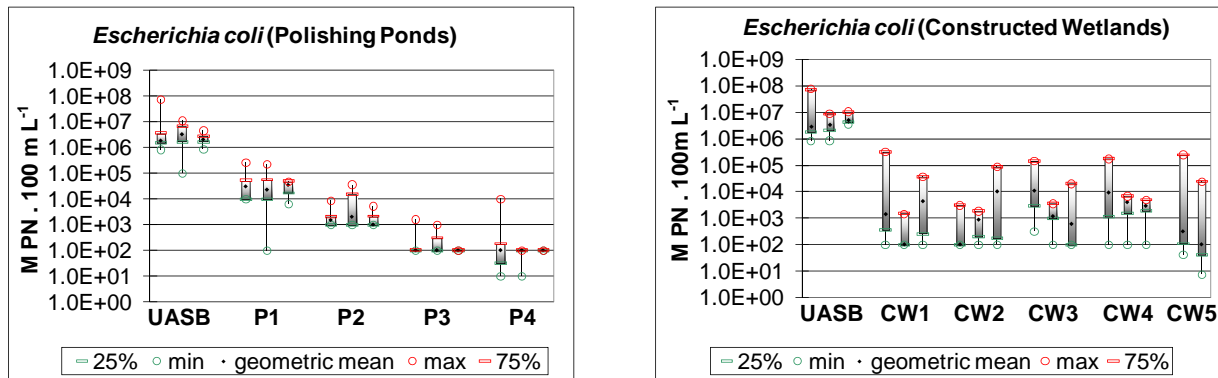 Escherichia coli (Polishing Ponds)
1.0E+09
1.0E+08
1.0E+07
1.0E+06
1.0E+05
1.0E+04
1.0E+03
1.0E+02
1.0E+01
1.0E+00
M PN . 100 m L-1
UASB P1 P2 P3 P4
25% min geometric mean max 75%
Escherichia coli (Constructed Wetlands)
1.0E+09
1.0E+08
1.0E+07
1.0E+06
1.0E+05
1.0E+04
1.0E+03
1.0E+02
1.0E+01
1.0E+00
M PN . 100m L-1
UASB CW1 CW2 CW3 CW4 CW5
25% min geometric mean max 75%